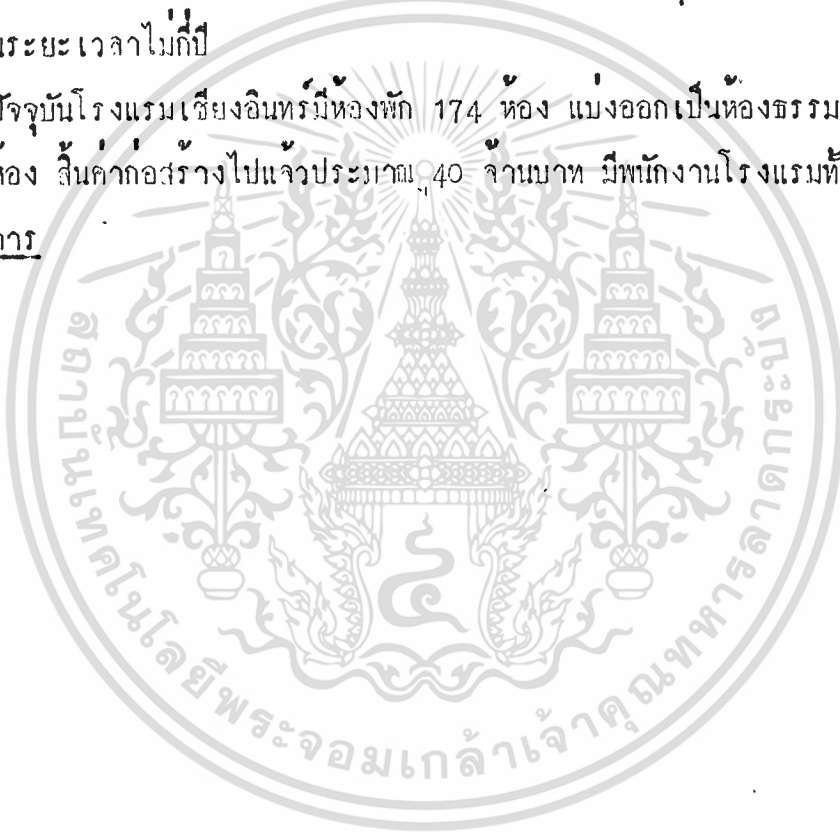 นระยะเวลาไม่กี่ปี
ปัจจุบันโรงแรมเชียงอินทร์มีห้องพัก 174 ห้อง แบ่งออกเป็นห้องธรรม
ห้อง สิ้นค่าก่อสร้างไปแล้วประมาณ 40 ล้านบาท มีพนักงานโรงแรมทั
การ
สถาบันเทคโนโลยีพระจอมเกล้าเจ้าคุณทหารลาดกระบัง